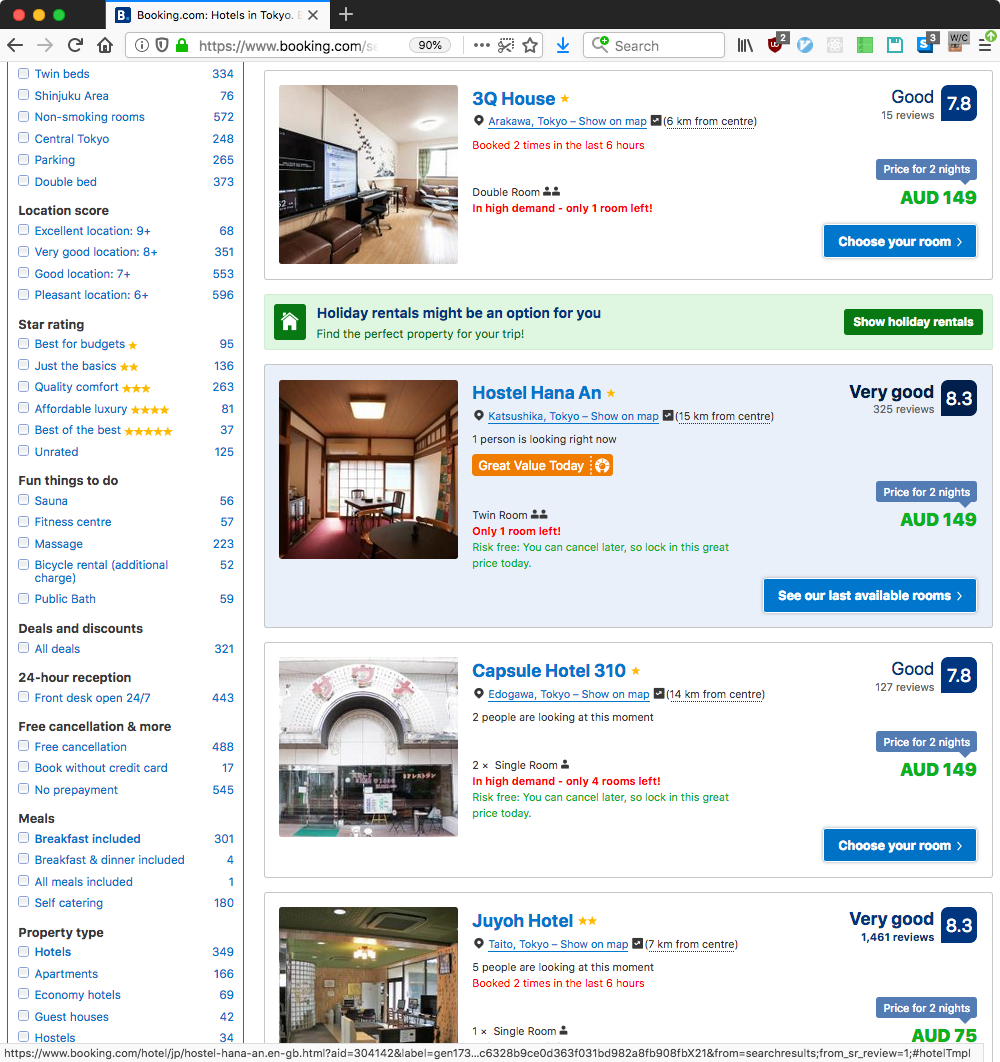 Booking.com: Hotels in Tokyo.
https://www.booking.com/se
90%
Search
2
3
W/C
Twin beds 334
Shinjuku Area 76
Non-smoking rooms 572
Central Tokyo 248
Parking 265
Double bed 373
Location score
Excellent location: 9+ 68
Very good location: 8+ 351
Good location: 7+ 553
Pleasant location: 6+ 596
Star rating
Best for budgets 95
Just the basics 136
Quality comfort 263
Affordable luxury 81
Best of the best 37
Unrated 125
Fun things to do
Sauna 56
Fitness centre 57
Massage 223
Bicycle rental (additional 52
charge)
Public Bath 59
Deals and discounts
All deals 321
24-hour reception
Front desk open 24/7 443
Free cancellation & more
Free cancellation 488
Book without credit card 17
No prepayment 545
Meals
Breakfast included 301
Breakfast & dinner included 4
All meals included 1
Self catering 180
Property type
Hotels 349
Apartments 166
Economy hotels 69
Guest houses 42
Hostels 34
3Q House
Good 7.8
15 reviews
Arakawa, Tokyo – Show on map (6 km from centre)
Booked 2 times in the last 6 hours
Price for 2 nights
Double Room
AUD 149
In high demand - only 1 room left!
Choose your room
Holiday rentals might be an option for you
Find the perfect property for your trip!
Show holiday rentals
Hostel Hana An
Very good 8.3
325 reviews
Katsushika, Tokyo – Show on map (15 km from centre)
1 person is looking right now
Great Value Today
Price for 2 nights
Twin Room
AUD 149
Only 1 room left!
Risk free: You can cancel later, so lock in this great
price today.
See our last available rooms
Capsule Hotel 310
Good 7.8
127 reviews
Edogawa, Tokyo – Show on map (14 km from centre)
2 people are looking at this moment
Price for 2 nights
2 × Single Room
AUD 149
In high demand - only 4 rooms left!
Risk free: You can cancel later, so lock in this great
price today.
Choose your room
Juyoh Hotel
Very good 8.3
1,461 reviews
Taito, Tokyo – Show on map (7 km from centre)
5 people are looking at this moment
Booked 2 times in the last 6 hours
Price for 2 nights
1 × Single Room
AUD 75
https://www.booking.com/hotel/jp/hostel-hana-an.en-gb.html?aid=304142&label=gen173...c6328b9ce0d363f031bd982a8fb908fbX21&from=searchresults;from_sr_review=1;#hotelTmpl